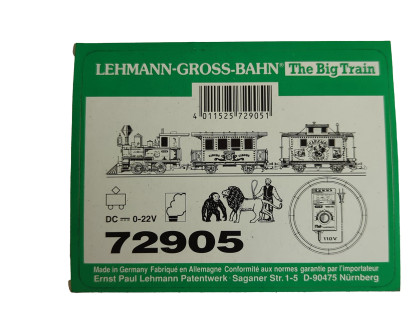 LEHMANN-GROSS-BAHN® The Big Train
4 011525 729051
DC 0-22V
110V
72905
Made in Germany Fabriqué en Allemagne Conformité aux normes garantie par l'importateur
Ernst Paul Lehmann Patentwerk · Saganer Str. 1-5 D-90475 Nürnberg